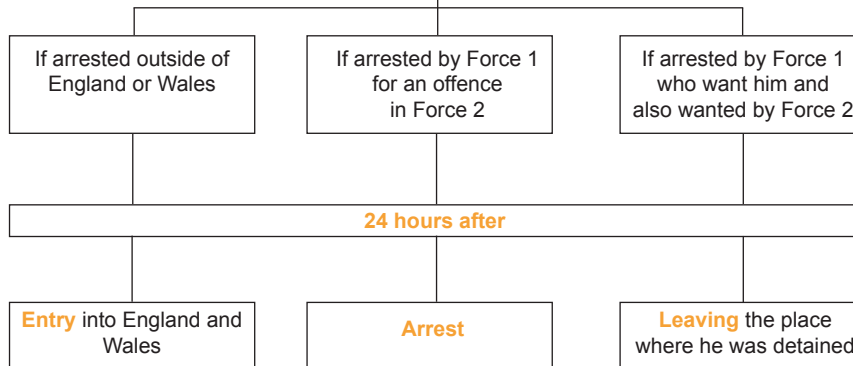 If arrested outside of
England or Wales
If arrested by Force 1
for an offence
in Force 2
If arrested by Force 1
who want him and
also wanted by Force 2
24 hours after
Entry into England and
Wales
Arrest
Leaving the place
where he was detained